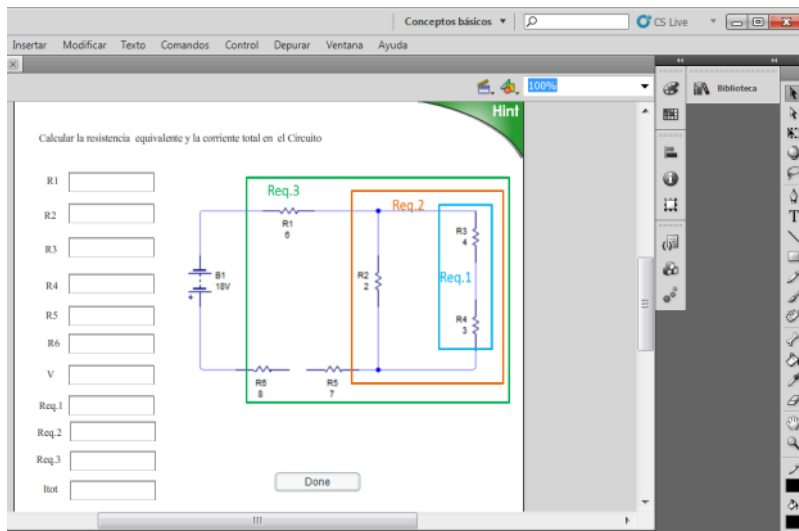 Conceptos básicos
CS Live
Insertar Modificar Texto Comandos Control Depurar Ventana Ayuda
100%
Biblioteca
Hint
Calcular la resistencia equivalente y la corriente total en el Circuito
R1
R2
R3
R4
R5
R6
V
Req.1
Req.2
Req.3
Itot
Req.3
R1
6
Req.2
R3
4
B1
18V
R2
2
Req.1
R4
3
R6
8
R5
7
Done